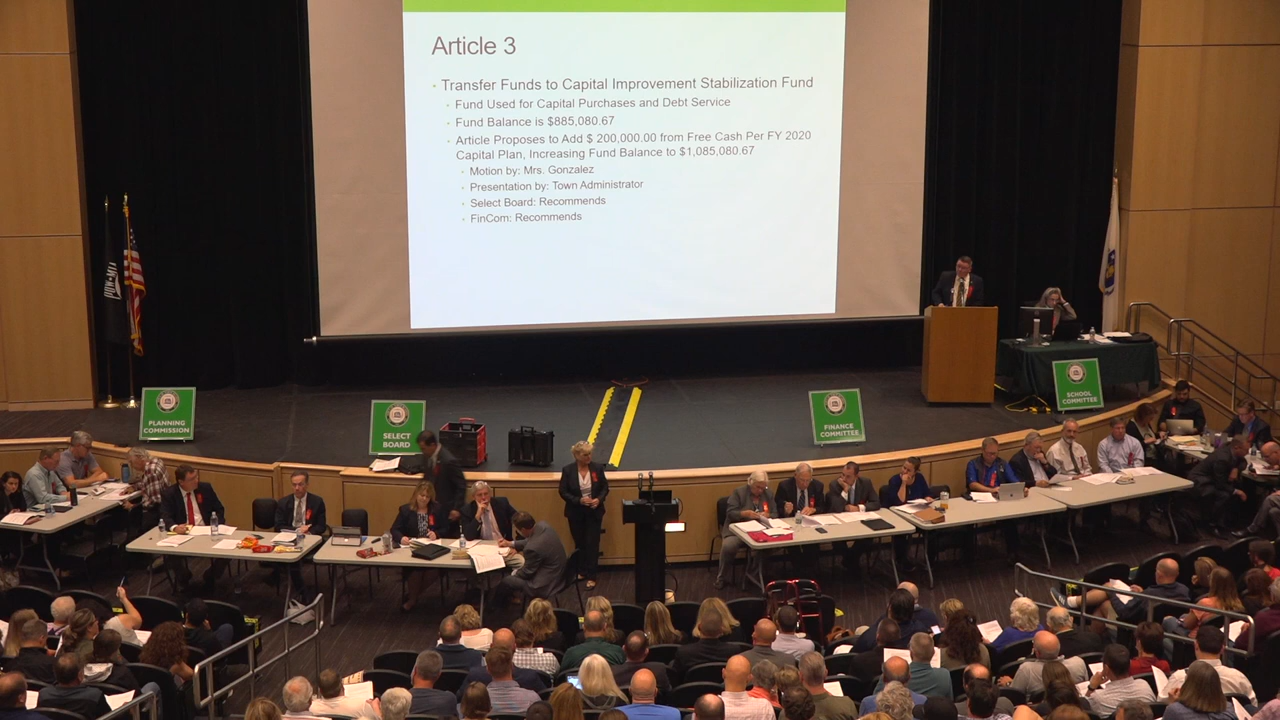 Article 3
• Transfer Funds to Capital Improvement Stabilization Fund
• Fund Used for Capital Purchases and Debt Service
• Fund Balance is $885,080.67
• Article Proposes to Add $ 200,000.00 from Free Cash Per FY 2020
Capital Plan, Increasing Fund Balance to $1,085,080.67
• Motion by: Mrs. Gonzalez
• Presentation by: Town Administrator
• Select Board: Recommends
• FinCom: Recommends
POW★MIA
PLANNING
COMMISSION
SELECT
BOARD
FINANCE
COMMITTEE
SCHOOL
COMMITTEE